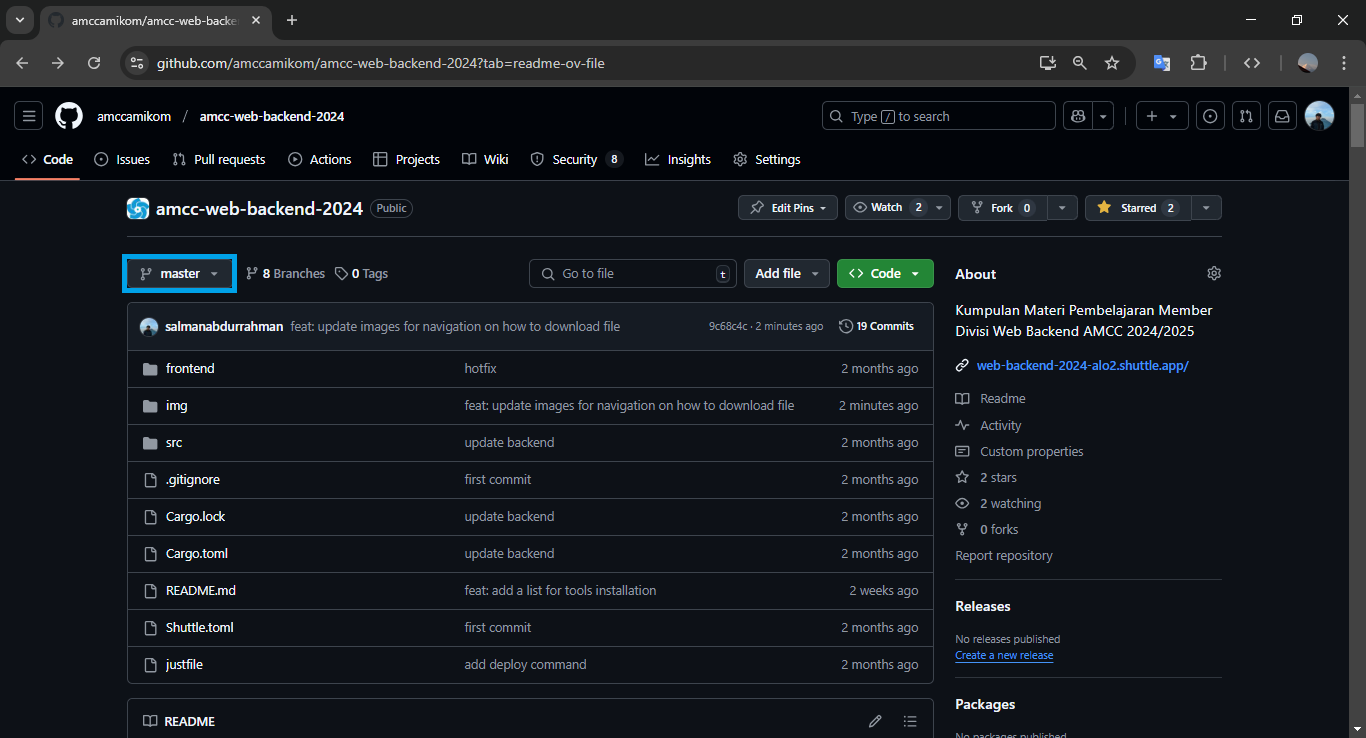 amccamikom/amcc-web-backe
github.com/amccamikom/amcc-web-backend-2024?tab=readme-ov-file
amccamikom / amcc-web-backend-2024
Type / to search
Code Issues Pull requests Actions Projects Wiki Security 8 Insights Settings
amcc-web-backend-2024 Public
Edit Pins Watch 2 Fork 0 Starred 2
master 8 Branches 0 Tags
Go to file t Add file Code
salmanabdurrahman feat: update images for navigation on how to download file 9c68c4c · 2 minutes ago 19 Commits
frontend hotfix 2 months ago
img feat: update images for navigation on how to download file 2 minutes ago
src update backend 2 months ago
.gitignore first commit 2 months ago
Cargo.lock update backend 2 months ago
Cargo.toml update backend 2 months ago
README.md feat: add a list for tools installation 2 weeks ago
Shuttle.toml first commit 2 months ago
justfile add deploy command 2 months ago
README
About
Kumpulan Materi Pembelajaran Member
Divisi Web Backend AMCC 2024/2025
web-backend-2024-alo2.shuttle.app/
Readme
Activity
Custom properties
2 stars
2 watching
0 forks
Report repository
Releases
No releases published
Create a new release
Packages
No packages published